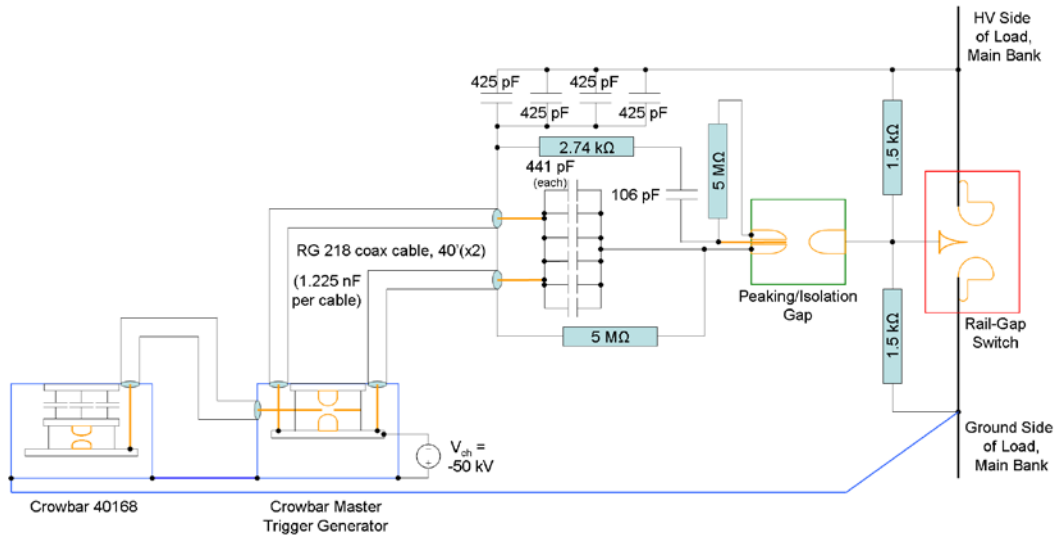 HV Side
of Load,
Main Bank
425 pF
425 pF
425 pF
425 pF
2.74 kΩ
5 MΩ
1.5 kΩ
441 pF
(each)
106 pF
RG 218 coax cable, 40'(x2)
(1.225 nF
per cable)
Peaking/Isolation
Gap
5 MΩ
1.5 kΩ
Rail-Gap
Switch
V_ch =
-50 kV
Ground Side
of Load,
Main Bank
Crowbar 40168
Crowbar Master
Trigger Generator